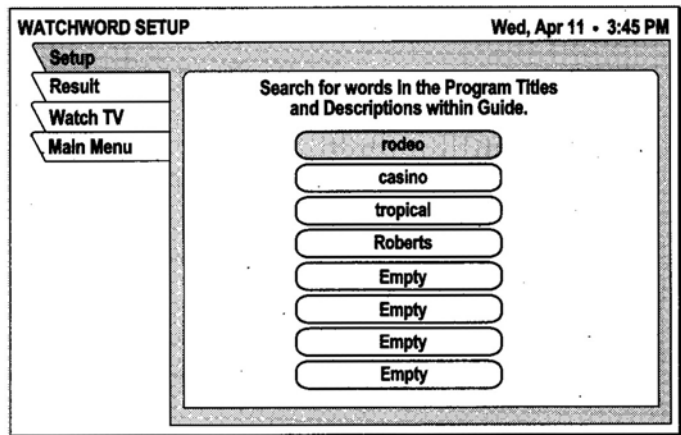 WATCHWORD SETUP
Wed, Apr 11 • 3:45 PM
Setup
Result
Watch TV
Main Menu
Search for words in the Program Titles
and Descriptions within Guide.
rodeo
casino
tropical
Roberts
Empty
Empty
Empty
Empty